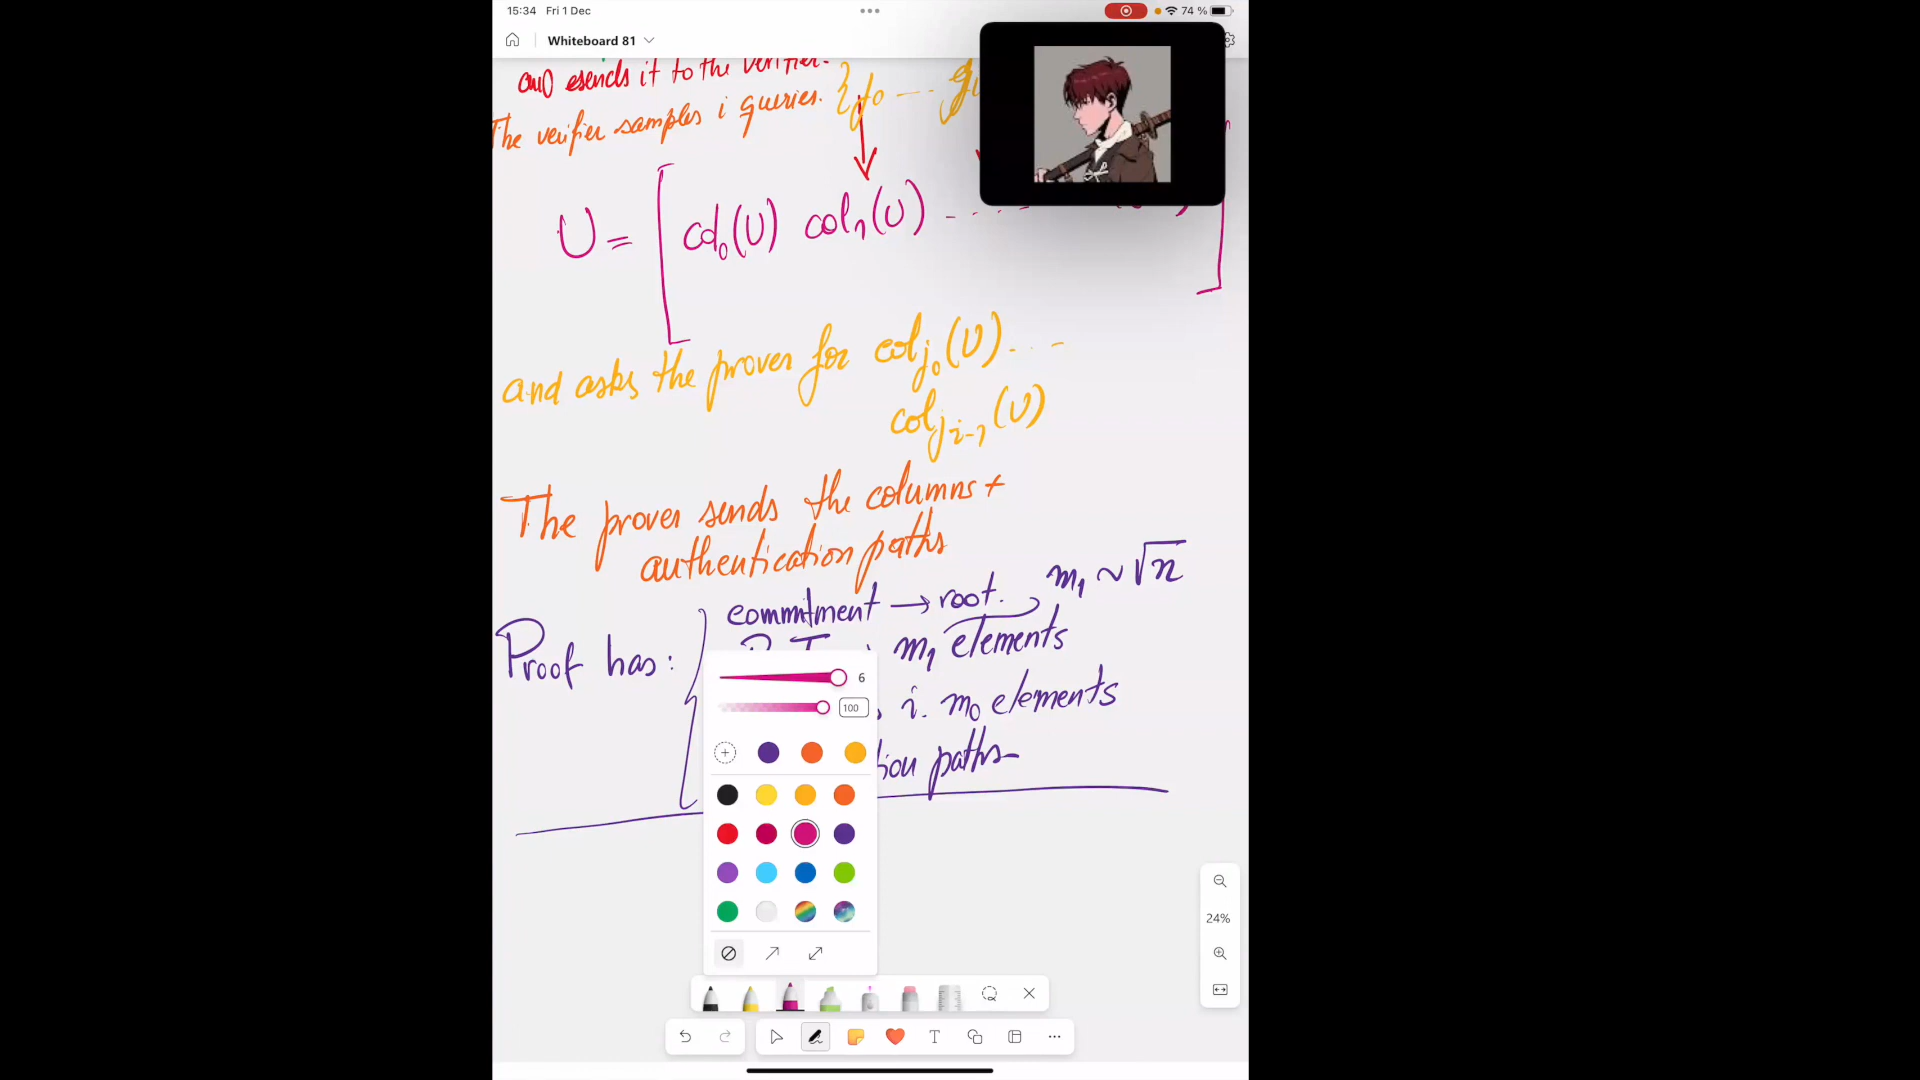 15:34 Fri 1 Dec
74 %
Whiteboard 81
and esends it to the verifier.
The verifier samples i queries.
U = [ col₀(U) col₁(U) - - - -
and asks the prover for colⱼ₀(U) - - -
colⱼᵢ₋₁(U)
The prover sends the columns +
authentication paths
m₁ ~ √n
commitment → root.
Proof has:
m₁ elements
i. m₀ elements
paths
6
100
24%